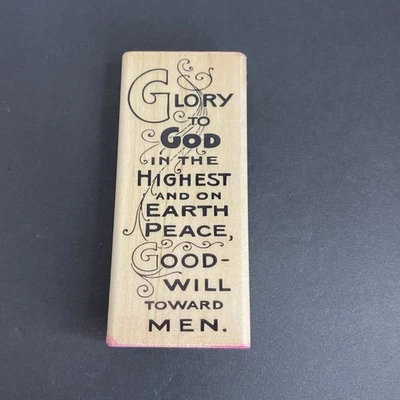 GLORY
TO
GOD
IN THE
HIGHEST
AND ON
EARTH
PEACE,
GOOD-
WILL
TOWARD
MEN.